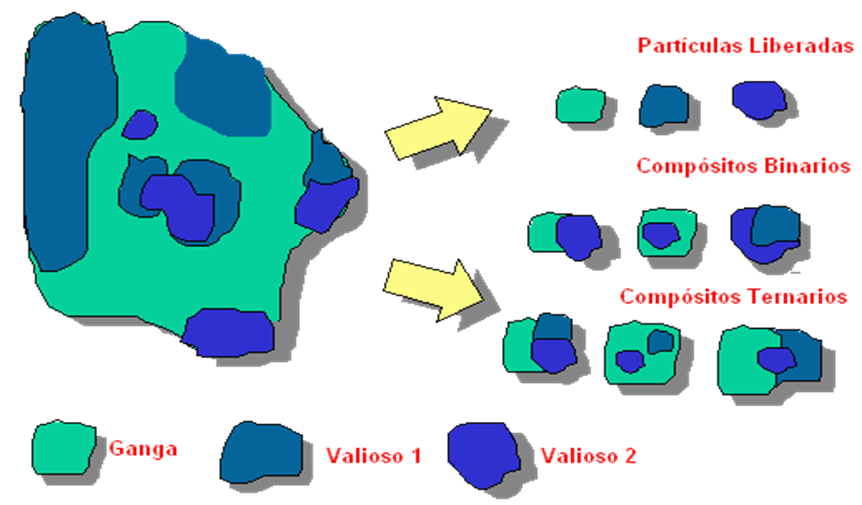 Partículas Liberadas
Compósitos Binarios
Compósitos Ternarios
Ganga
Valioso 1
Valioso 2